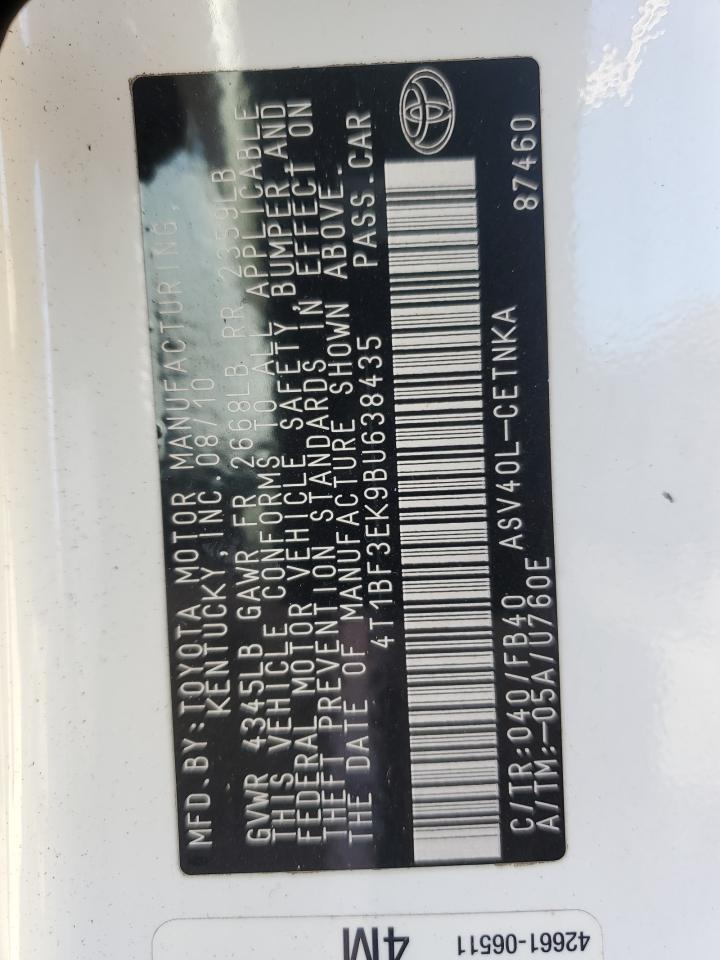 MFD.BY:TOYOTA MOTOR MANUFACTURING,
KENTUCKY, INC.08/10
GVWR 4345LB GAWR FR 2668LB RR 2359LB
THIS VEHICLE CONFORMS TO ALL APPLICABLE
FEDERAL MOTOR VEHICLE SAFETY,BUMPER,AND
THEFT PREVENTION STANDARDS IN EFFECT ON
THE DATE OF MANUFACTURE SHOWN ABOVE.
4T1BF3EK9BU638435 PASS.CAR
C/TR:040/FB40 ASV40L-CETNKA 87460
A/TM:-05A/U760E
4M
42661-06511